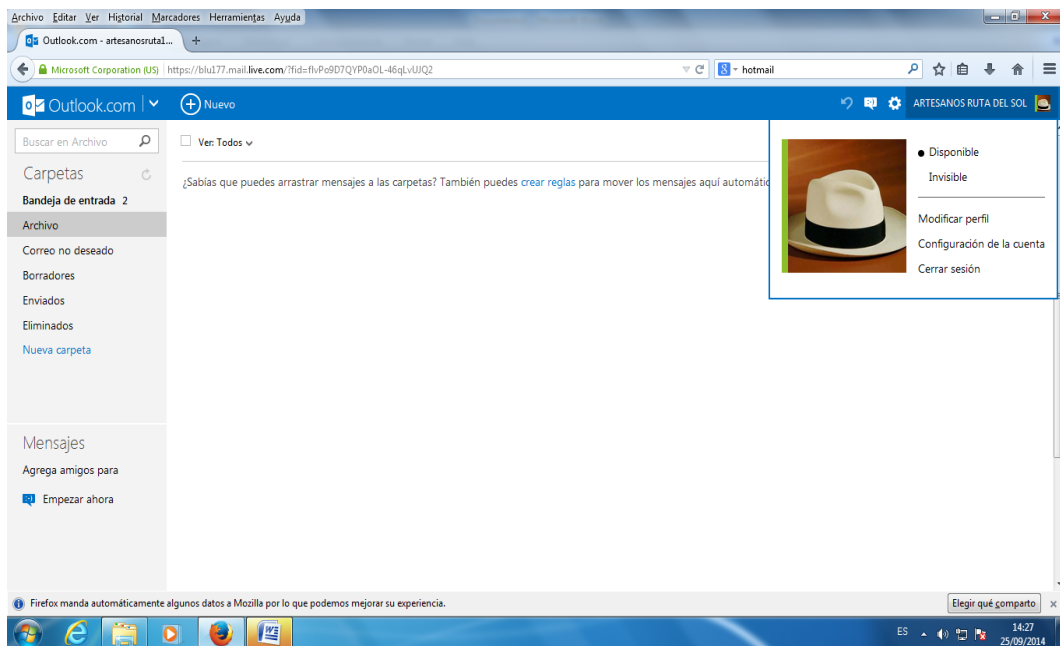 Archivo Editar Ver Historial Marcadores Herramientas Ayuda
Outlook.com - artesanosruta1...
Microsoft Corporation (US) https://blu177.mail.live.com/?fid=flvPo9D7QYP0aOL-46qLvUJQ2 hotmail
Outlook.com Nuevo ARTESANOS RUTA DEL SOL
Buscar en Archivo
Ver: Todos
Carpetas
¿Sabías que puedes arrastrar mensajes a las carpetas? También puedes crear reglas para mover los mensajes aquí automátic
Bandeja de entrada 2
Archivo
Correo no deseado
Borradores
Enviados
Eliminados
Nueva carpeta
Disponible
Invisible
Modificar perfil
Configuración de la cuenta
Cerrar sesión
Mensajes
Agrega amigos para
Empezar ahora
Firefox manda automáticamente algunos datos a Mozilla por lo que podemos mejorar su experiencia. Elegir qué comparto
ES 14:27
25/09/2014